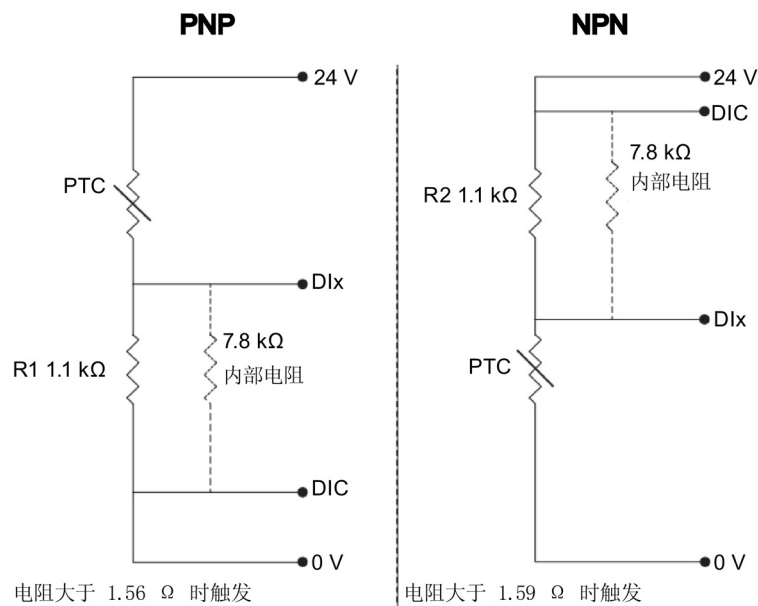 PNP
24 V
PTC
DIx
R1 1.1 kΩ
7.8 kΩ
内部电阻
DIC
0 V
电阻大于 1.56 Ω 时触发
NPN
24 V
DIC
7.8 kΩ
内部电阻
R2 1.1 kΩ
DIx
PTC
0 V
电阻大于 1.59 Ω 时触发